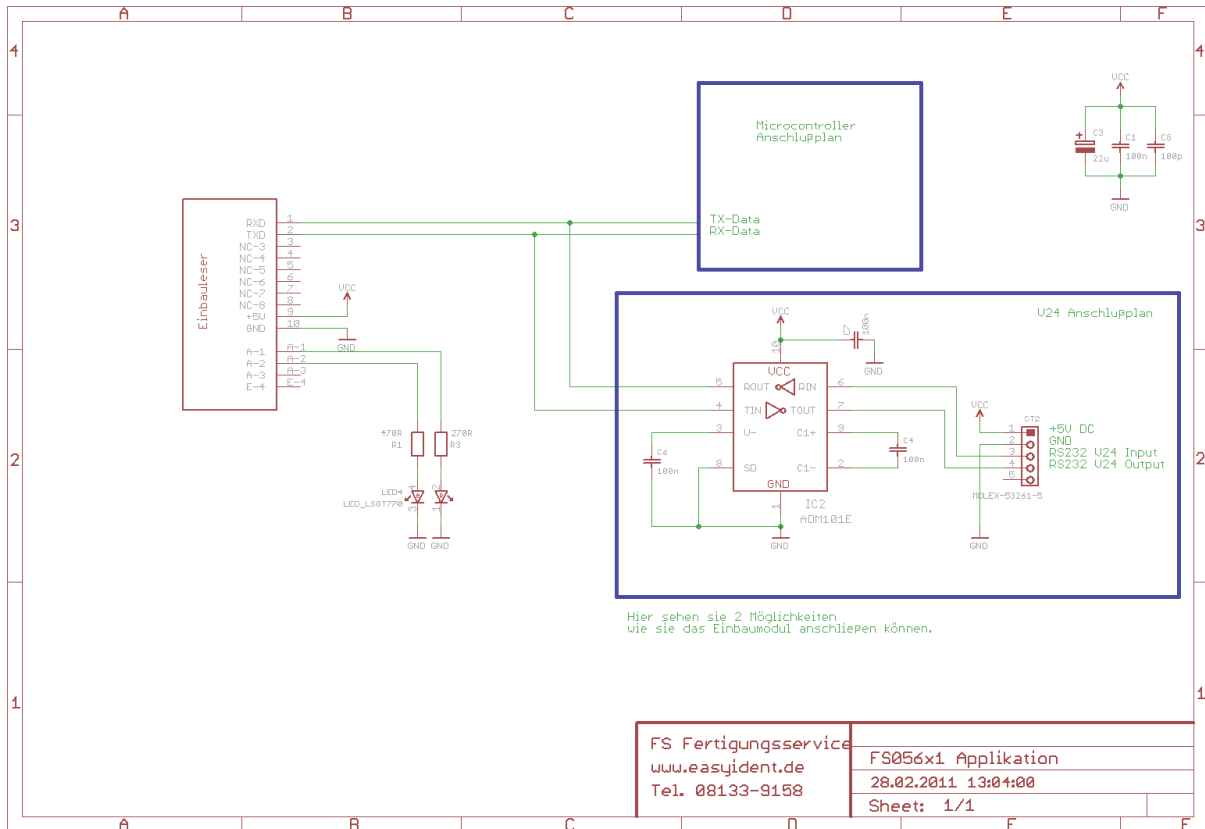 A B C D E F
4 4
VCC
Microcontroller
Anschlußplan
C3
22u
C1
100n
C8
100p
GND
3 3
TX-Data
RX-Data
Einbauleser
RXD 1
TXD 2
NC-3 3
NC-4 4
NC-5 5
NC-6 6
NC-7 7
NC-8 8
+5V 9
GND 10
A-1 A-1
A-2 A-2
A-3 A-3
E-4 E-4
VCC
GND
V24 Anschlußplan
VCC
C7
100n
GND
10
VCC
5 ROUT RIN 6
4 TIN TOUT 7
3 V- C1+ 9
8 SD C1- 2
GND
1
IC2
ADM101E
GND
C6
100n
C4
100n
VCC
ST2
1 +5V DC
2 GND
3 RS232 V24 Input
4 RS232 V24 Output
5
MOLEX-53261-5
GND
2 2
470R
R1
270R
R3
LED4
LED_LSGT770
4 2
3 1
G R
GND GND
Hier sehen sie 2 Möglichkeiten
wie sie das Einbaumodul anschließen können.
1 1
FS Fertigungsservice
www.easyident.de
Tel. 08133-9158
FS056x1 Applikation
28.02.2011 13:04:00
Sheet: 1/1
A B C D E F